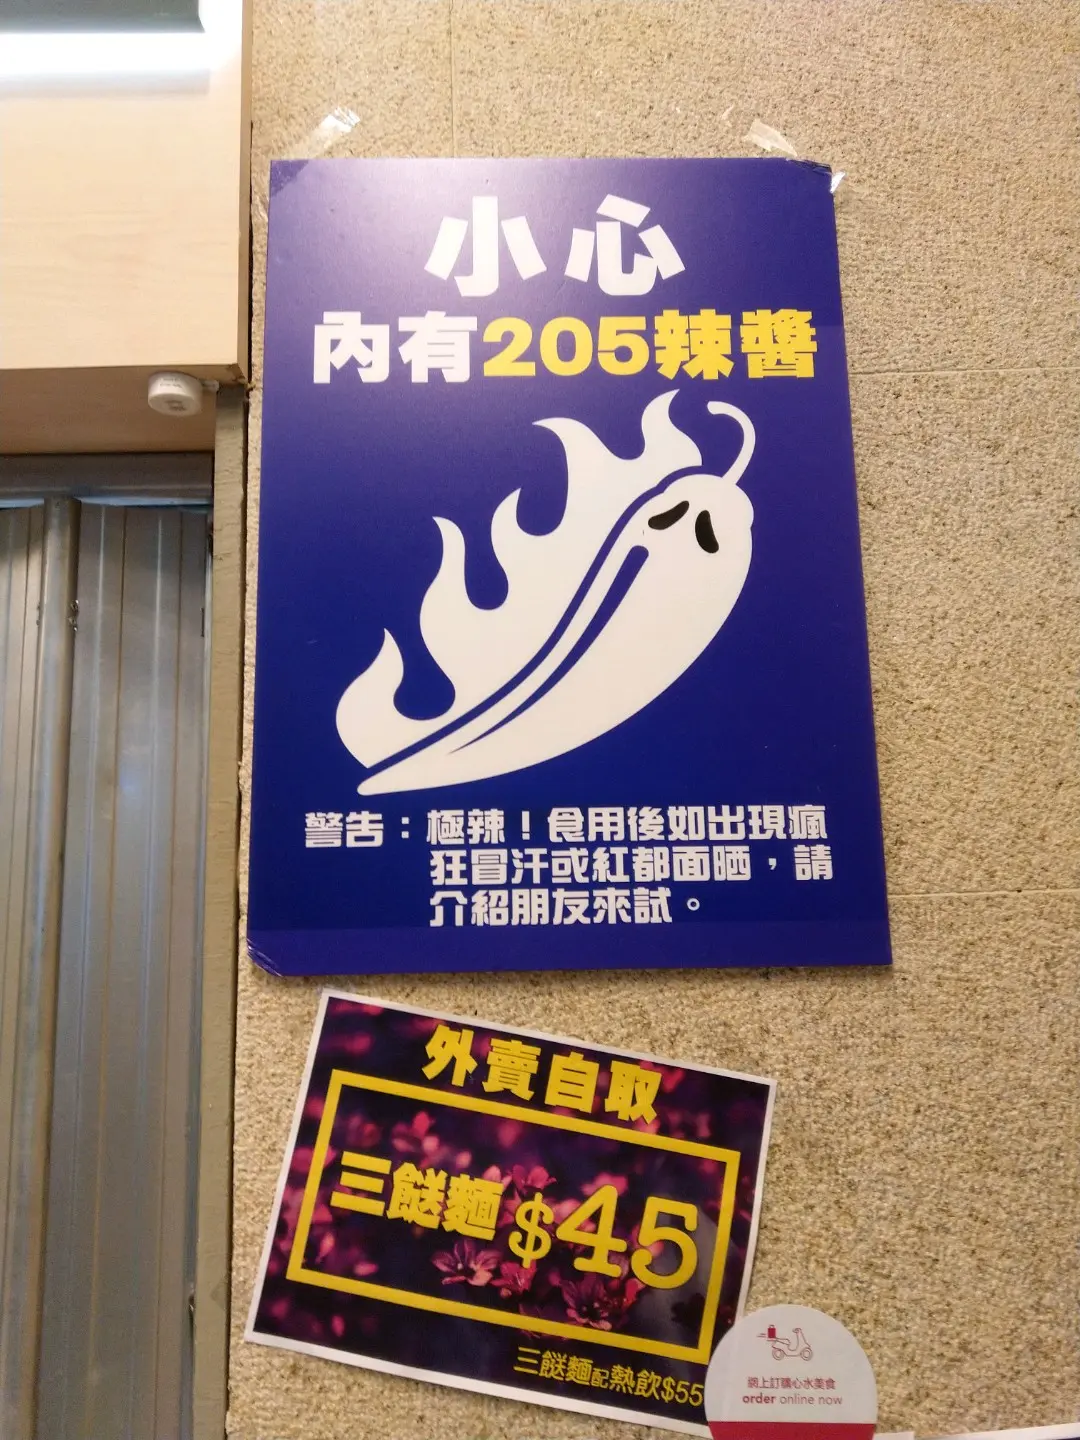 小心
內有205辣醬
警告：極辣！食用後如出現瘋
狂冒汗或紅都面晒，請
介紹朋友來試。
外賣自取
三餸麵 $45
三餸麵配熱飲$55
網上訂購心水美食
order online now